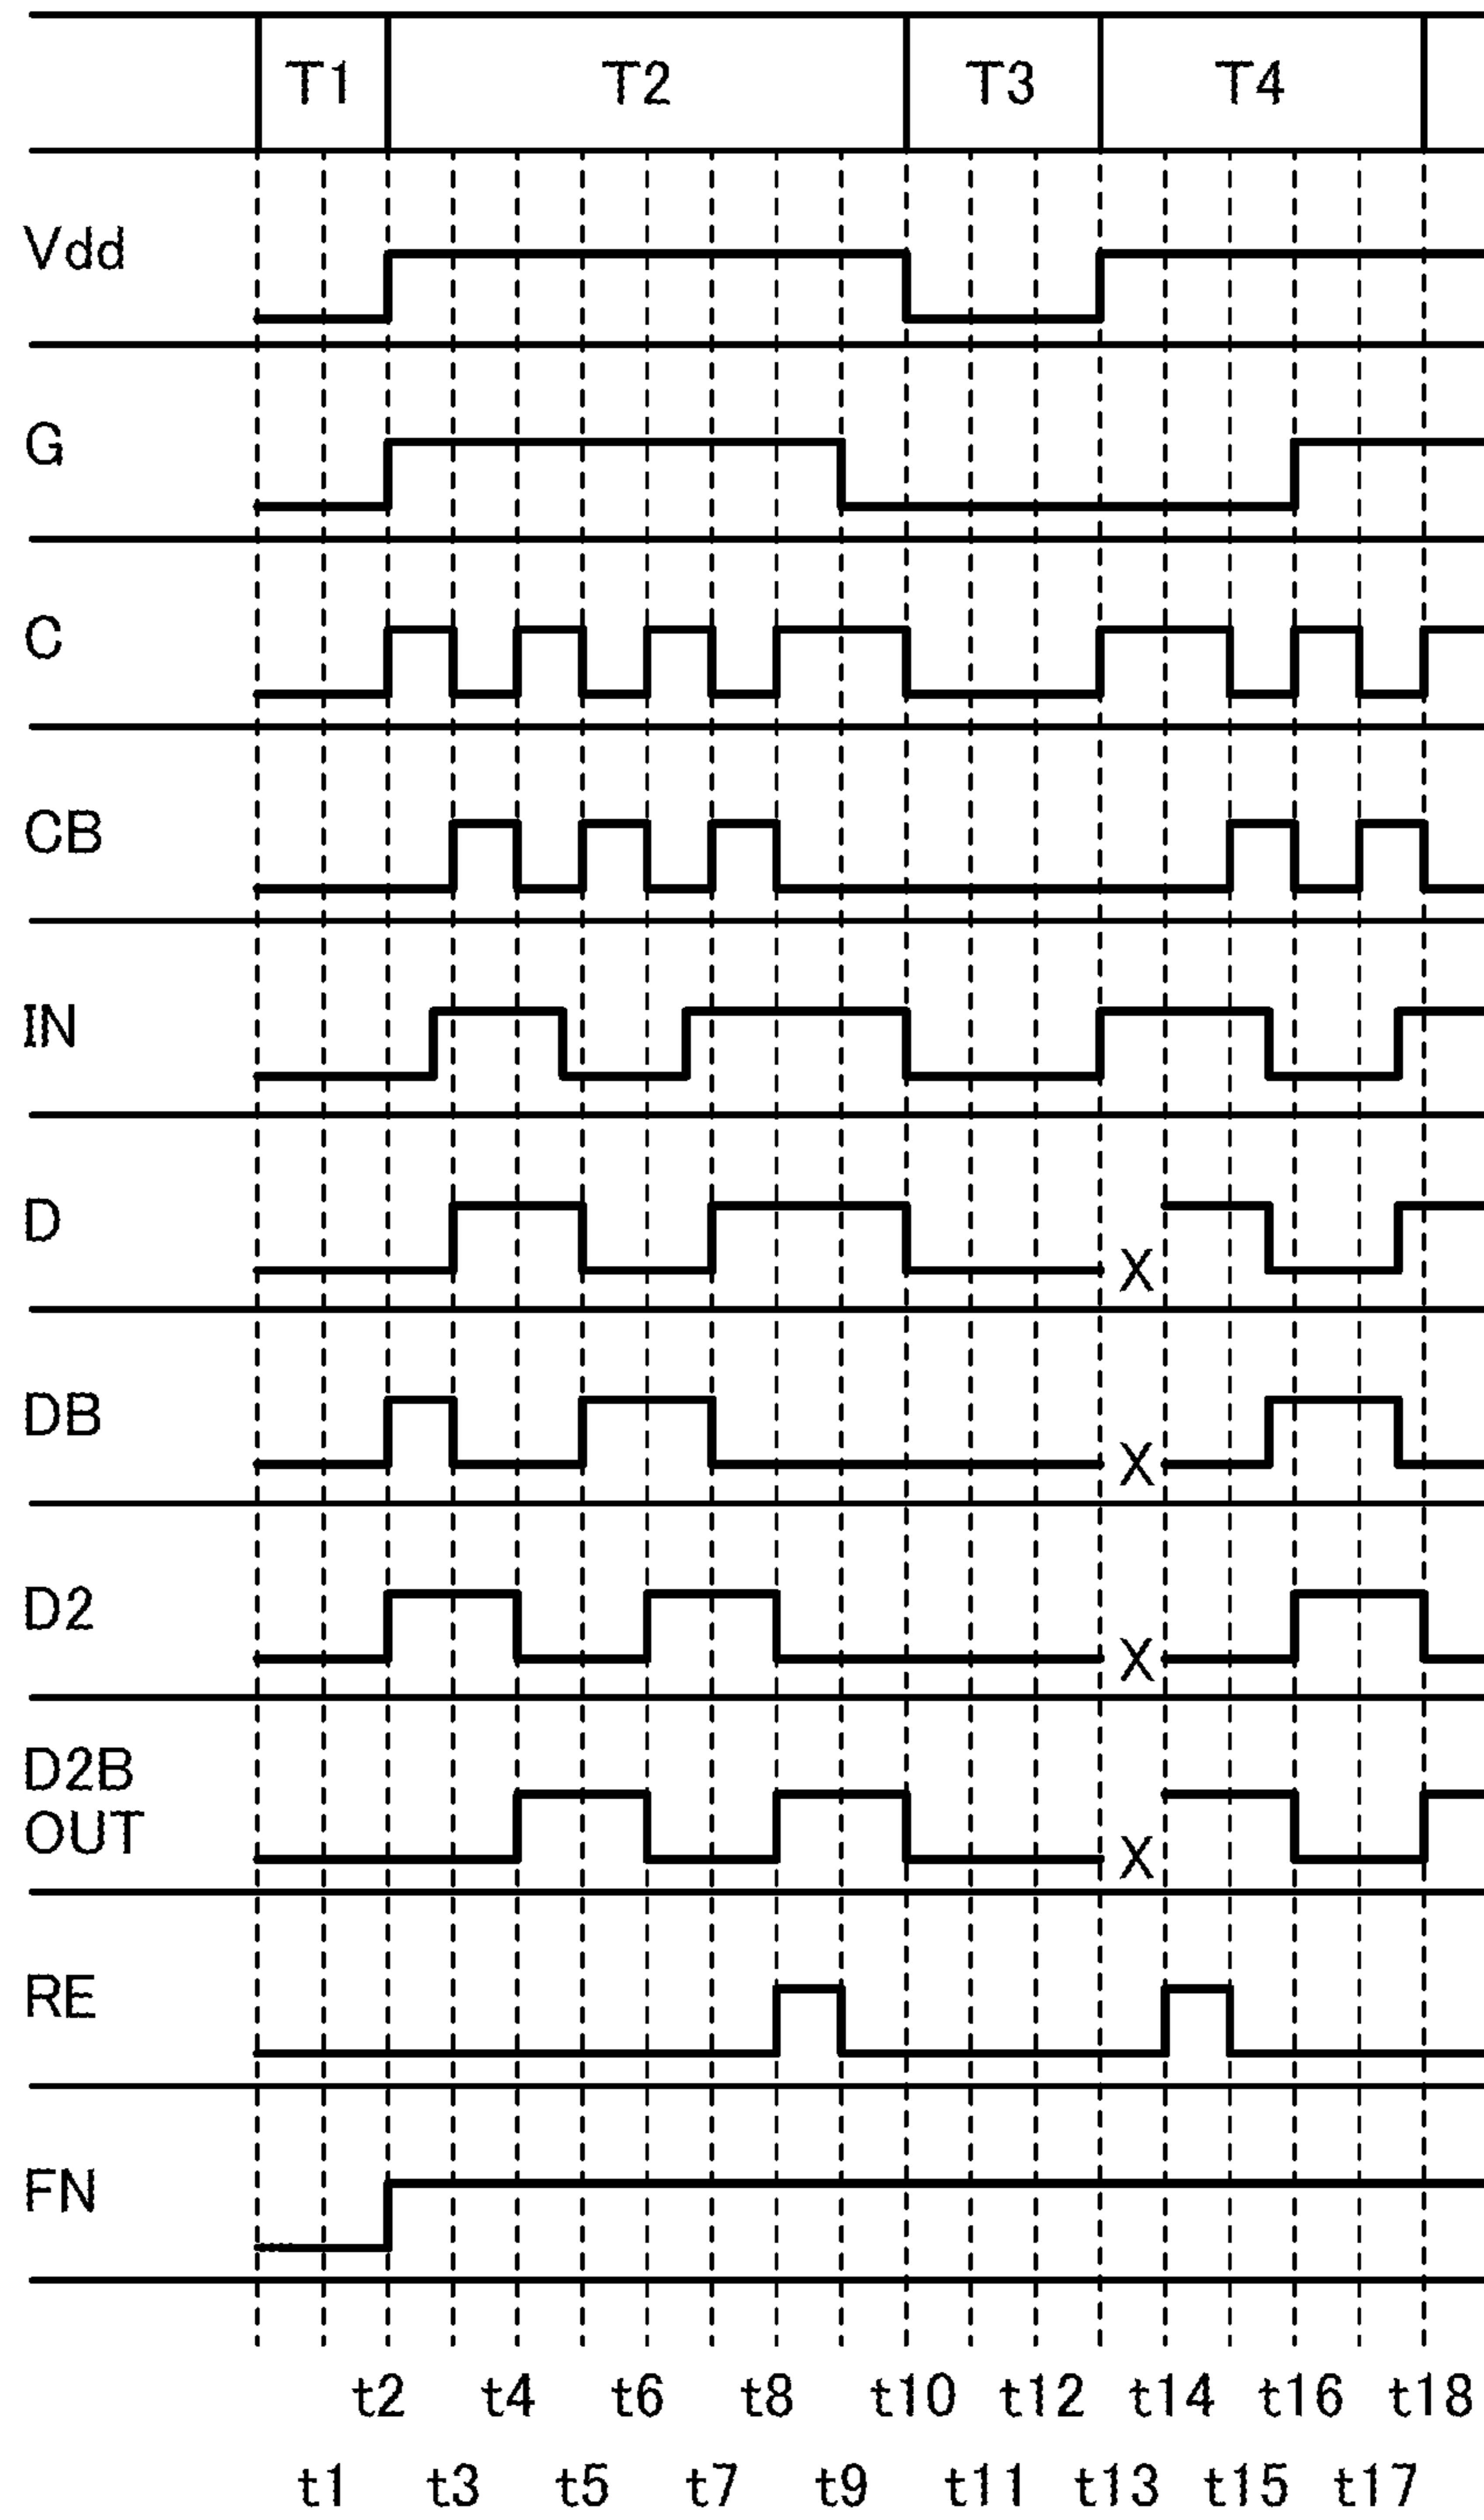 T1 T2 T3 T4
Vdd
G
C
CB
IN
D
X
DB
X
D2
X
D2B
OUT
X
RE
FN
t2 t4 t6 t8 t10 t12 t14 t16 t18
t1 t3 t5 t7 t9 t11 t13 t15 t17